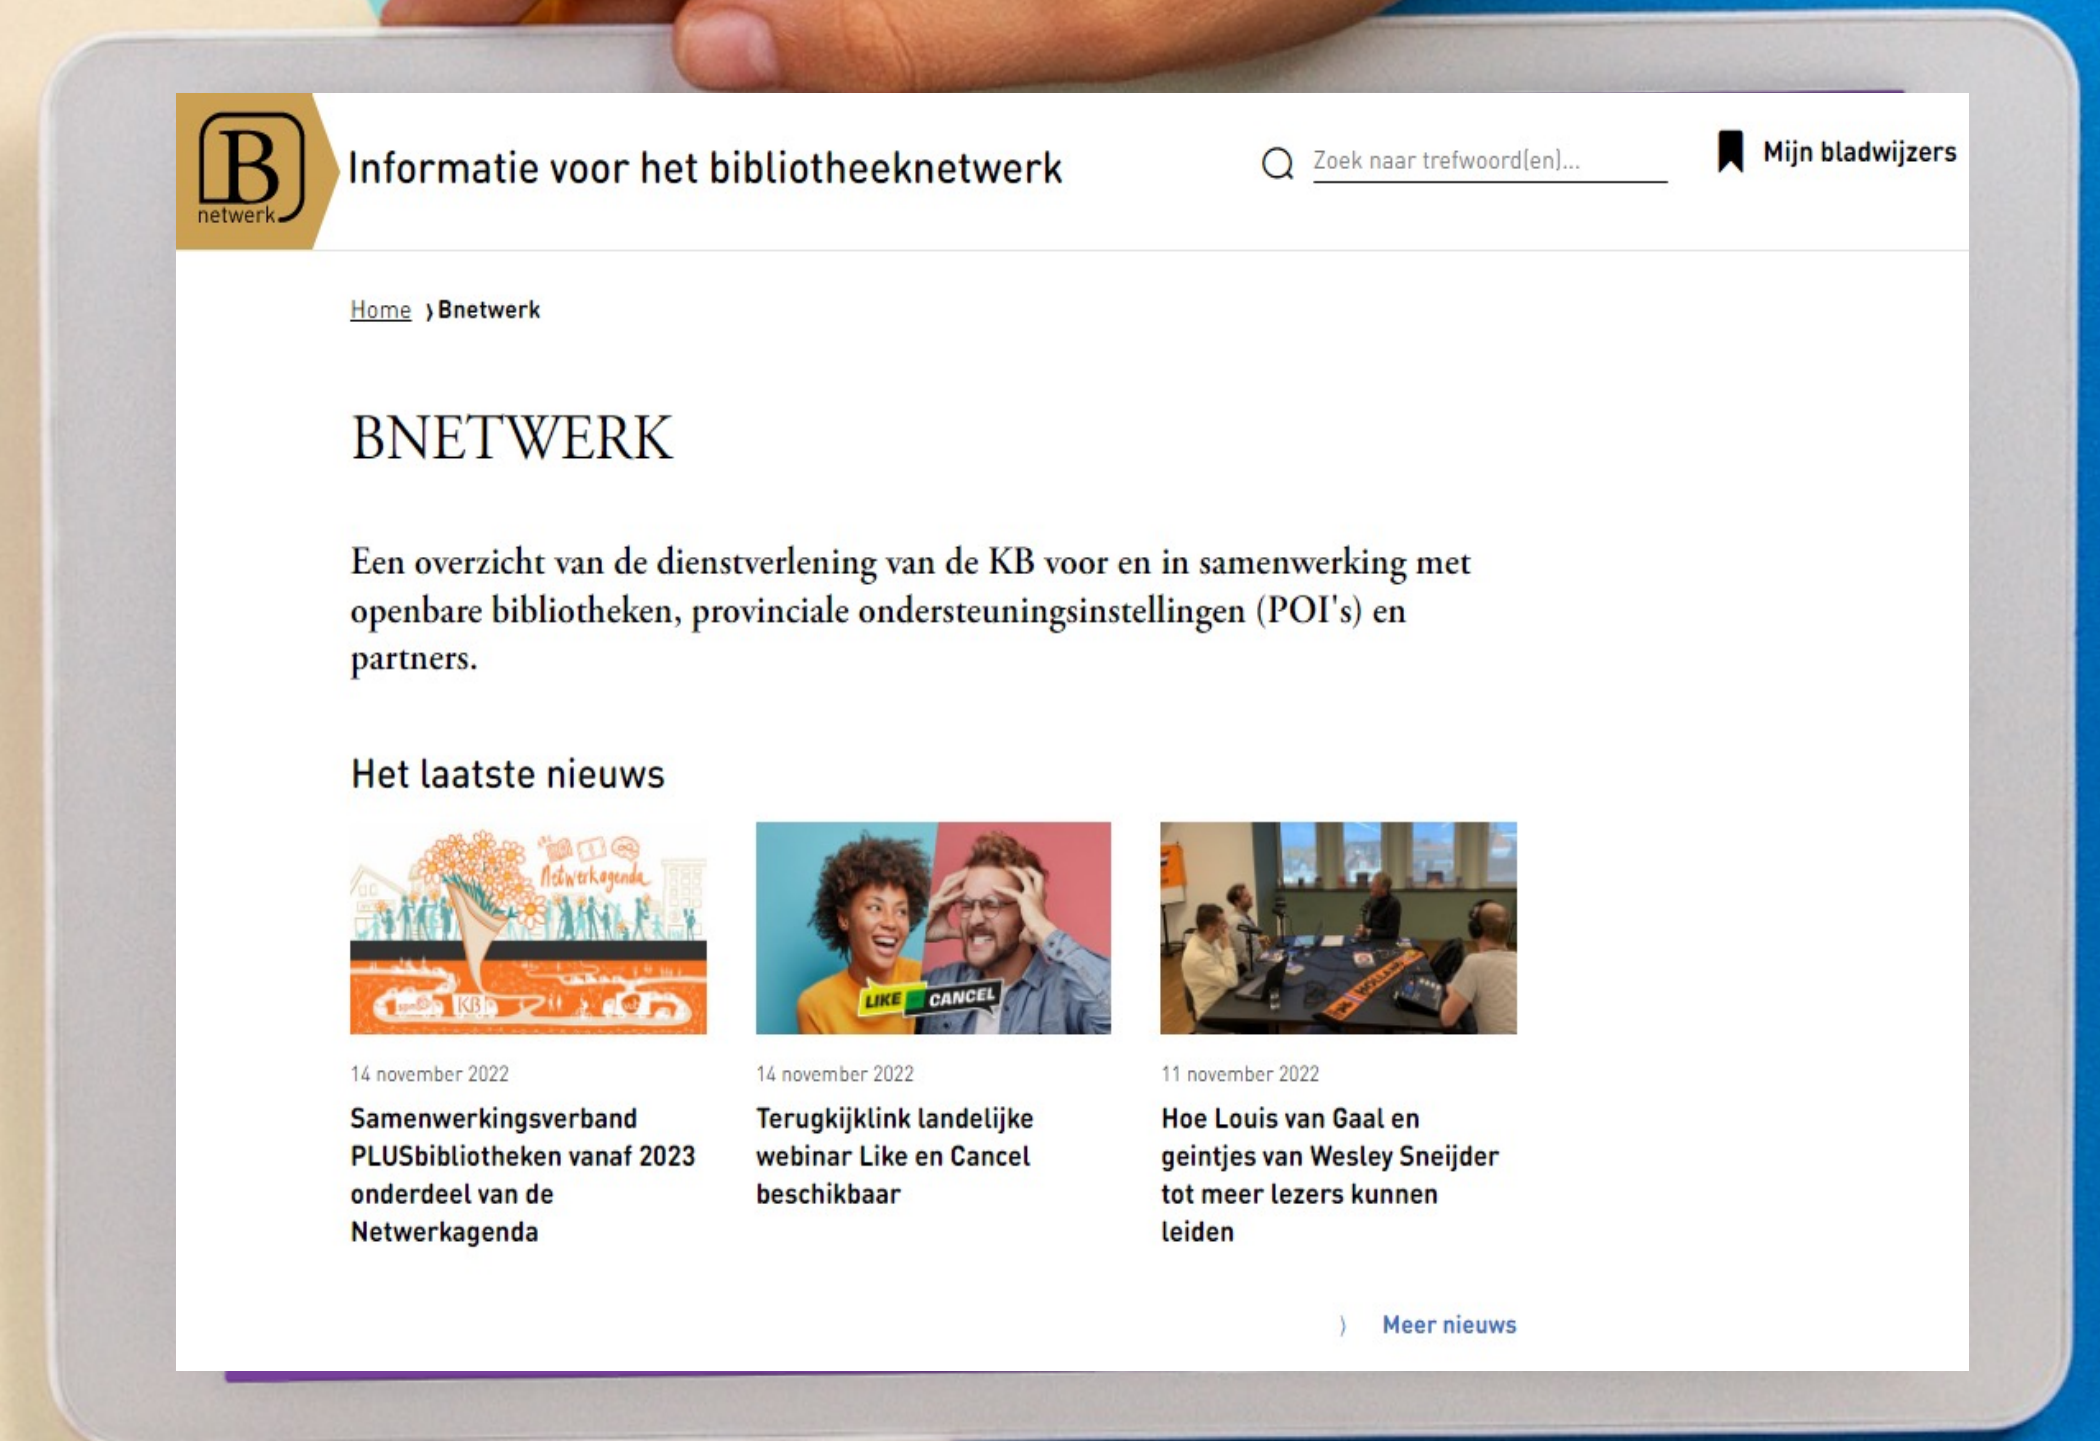 B
netwerk
Informatie voor het bibliotheeknetwerk
Zoek naar trefwoord(en)...
Mijn bladwijzers
Home › Bnetwerk
BNETWERK
Een overzicht van de dienstverlening van de KB voor en in samenwerking met
openbare bibliotheken, provinciale ondersteuningsinstellingen (POI's) en
partners.
Het laatste nieuws
Netwerkagenda
KB
LIKE CANCEL
HOLLAND
14 november 2022
Samenwerkingsverband
PLUSbibliotheken vanaf 2023
onderdeel van de
Netwerkagenda
14 november 2022
Terugkijklink landelijke
webinar Like en Cancel
beschikbaar
11 november 2022
Hoe Louis van Gaal en
geintjes van Wesley Sneijder
tot meer lezers kunnen
leiden
› Meer nieuws